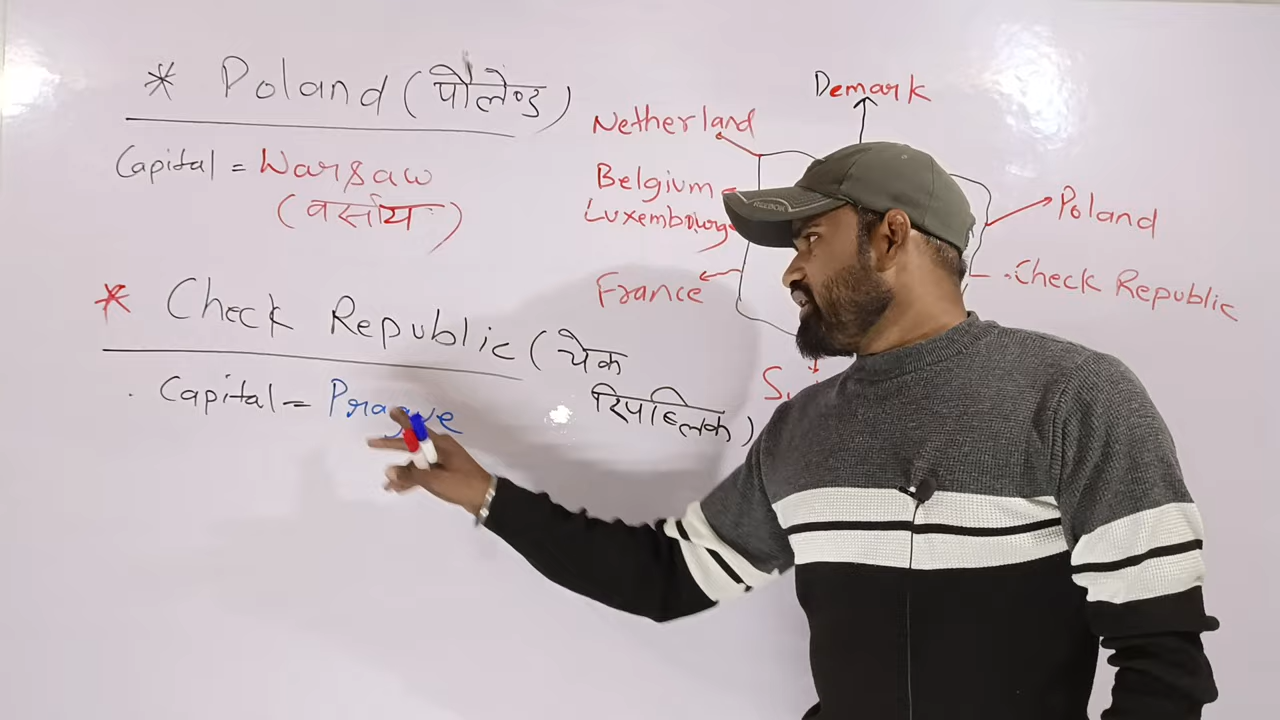 * Poland (पौलेण्ड)
Capital = Warsaw
(वर्साय)
* Check Republic (चेक
रिपब्लिक)
. Capital = Prague
Demark
Netherland
Belgium
Luxembourg
France
Poland
Check Republic